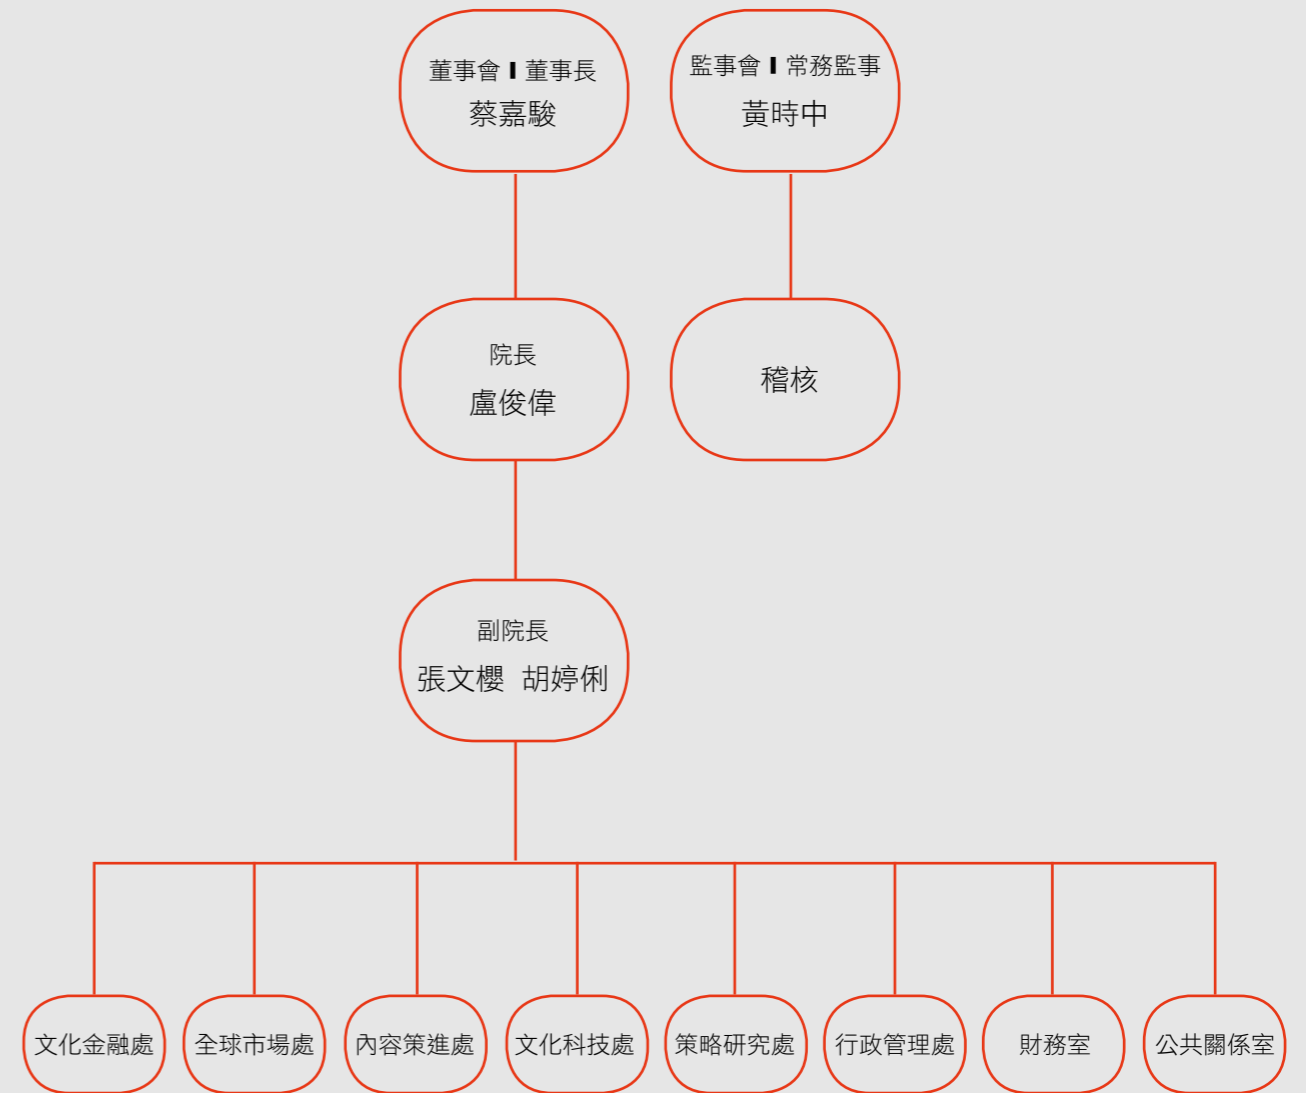 董事會 I 董事長
蔡嘉駿
監事會 I 常務監事
黃時中
院長
盧俊偉
稽核
副院長
張文櫻 胡婷俐
文化金融處
全球市場處
內容策進處
文化科技處
策略研究處
行政管理處
財務室
公共關係室